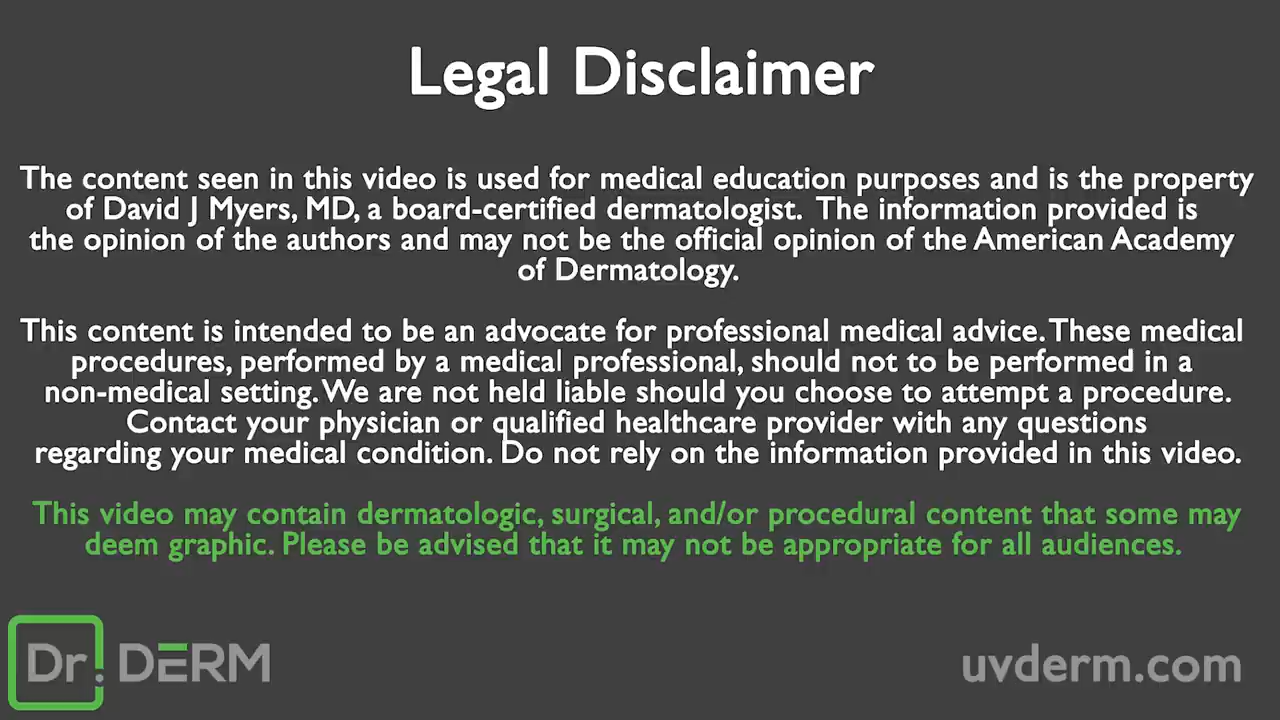 Legal Disclaimer
The content seen in this video is used for medical education purposes and is the property
of David J Myers, MD, a board-certified dermatologist. The information provided is
the opinion of the authors and may not be the official opinion of the American Academy
of Dermatology.
This content is intended to be an advocate for professional medical advice. These medical
procedures, performed by a medical professional, should not to be performed in a
non-medical setting. We are not held liable should you choose to attempt a procedure.
Contact your physician or qualified healthcare provider with any questions
regarding your medical condition. Do not rely on the information provided in this video.
This video may contain dermatologic, surgical, and/or procedural content that some may
deem graphic. Please be advised that it may not be appropriate for all audiences.
Dr. DERM
uvderm.com